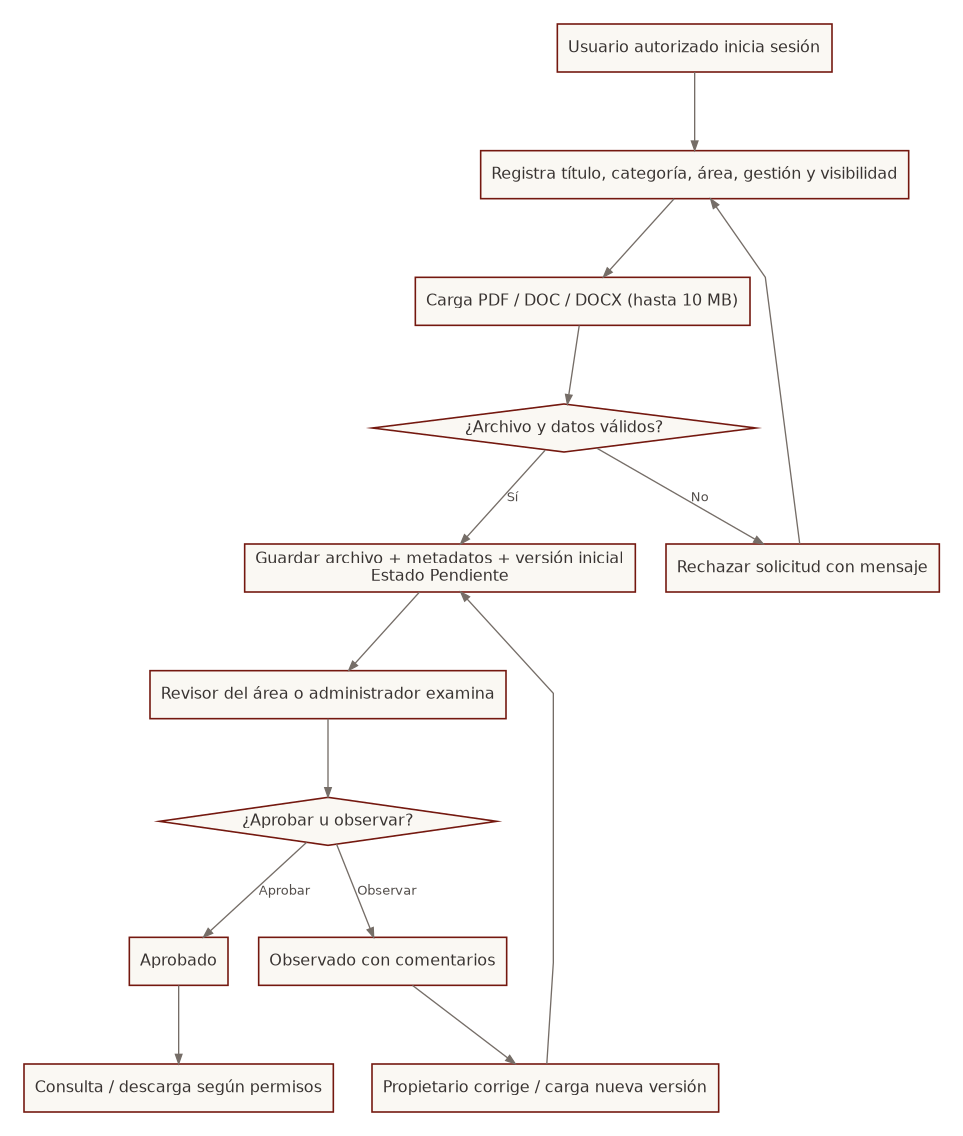 Usuario autorizado inicia sesión
Registra título, categoría, área, gestión y visibilidad
Carga PDF / DOC / DOCX (hasta 10 MB)
¿Archivo y datos válidos?
Sí
No
Guardar archivo + metadatos + versión inicial
Estado Pendiente
Rechazar solicitud con mensaje
Revisor del área o administrador examina
¿Aprobar u observar?
Aprobar
Observar
Aprobado
Observado con comentarios
Consulta / descarga según permisos
Propietario corrige / carga nueva versión